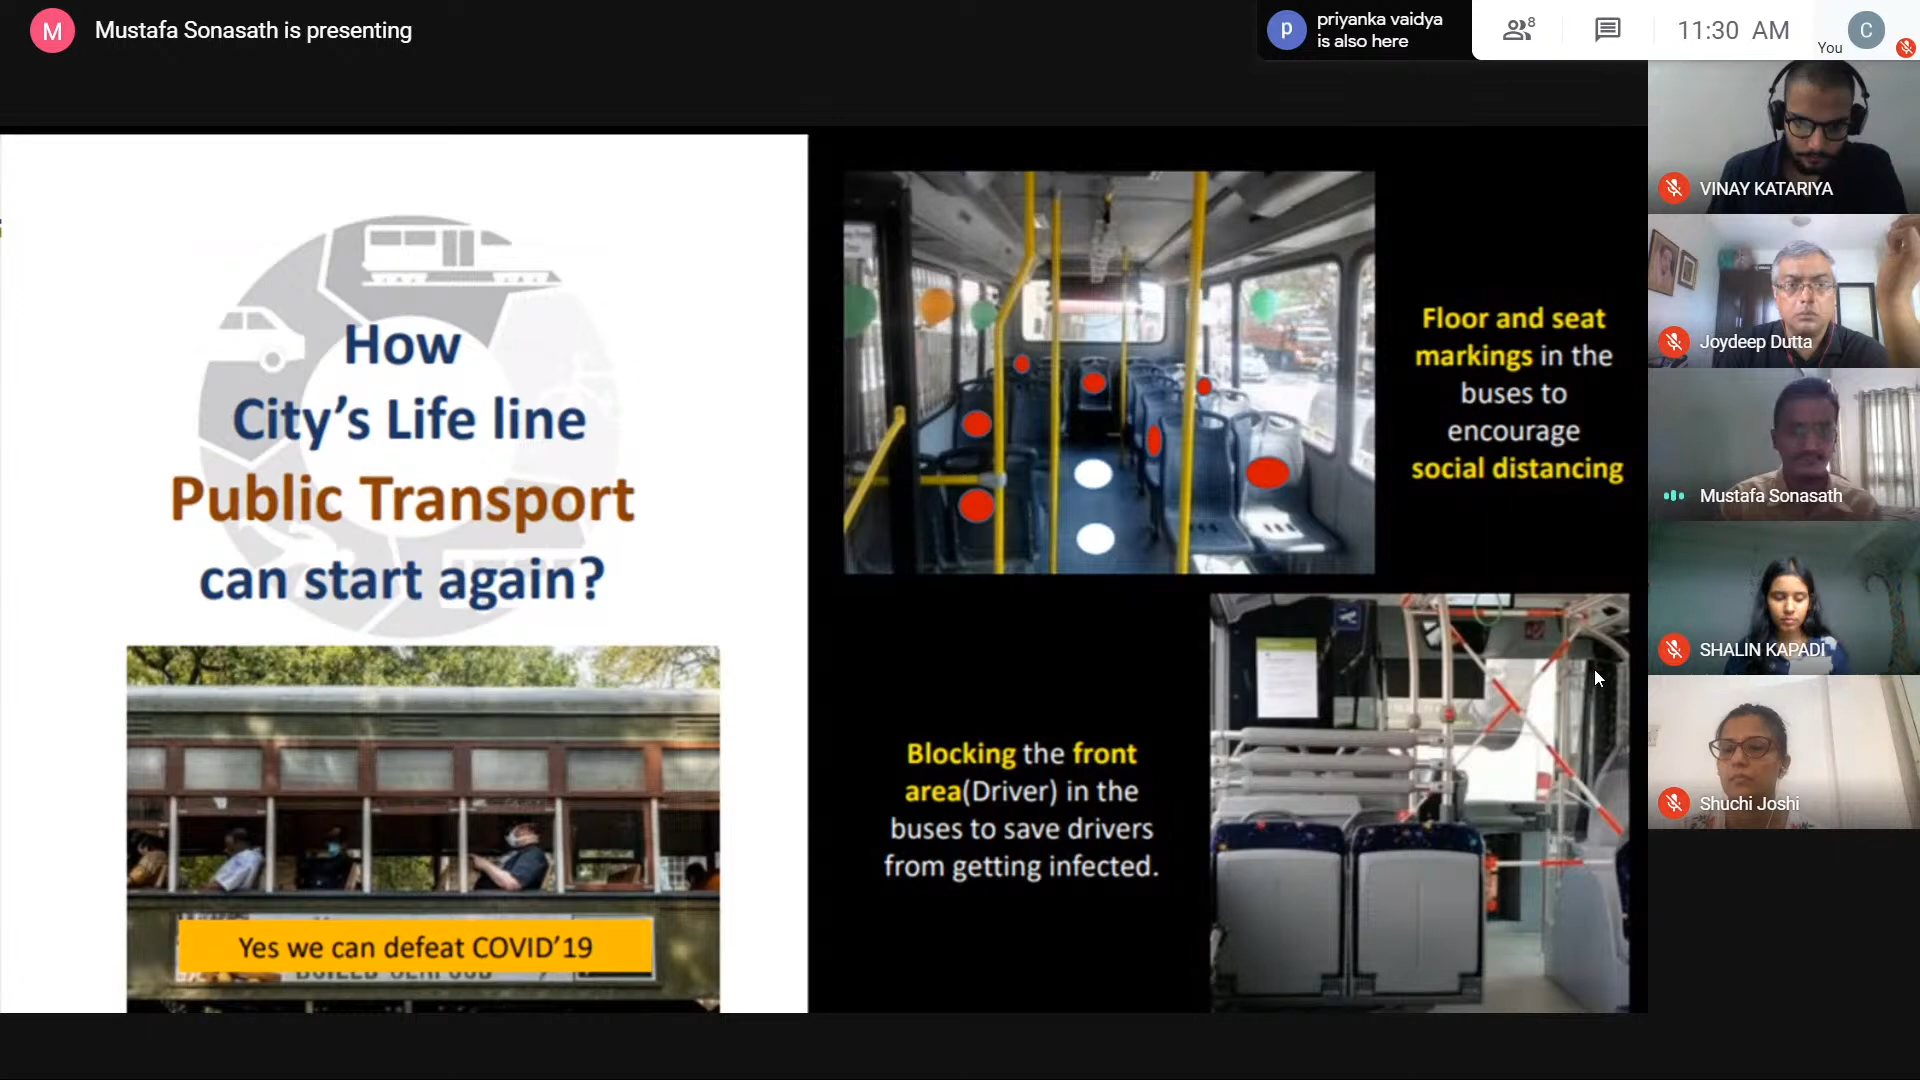 M
Mustafa Sonasath is presenting
p
priyanka vaidya
is also here
8
11:30 AM
You
C
How
City's Life line
Public Transport
can start again?
Yes we can defeat COVID'19
Floor and seat
markings in the
buses to
encourage
social distancing
Blocking the front
area(Driver) in the
buses to save drivers
from getting infected.
VINAY KATARIYA
Joydeep Dutta
Mustafa Sonasath
SHALIN KAPADI
Shuchi Joshi